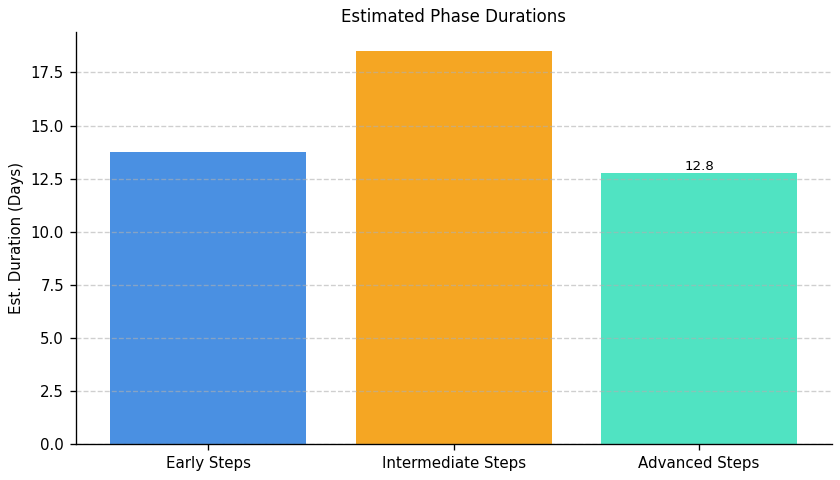 Estimated Phase Durations
Est. Duration (Days)
17.5
15.0
12.5
10.0
7.5
5.0
2.5
0.0
12.8
Early Steps
Intermediate Steps
Advanced Steps